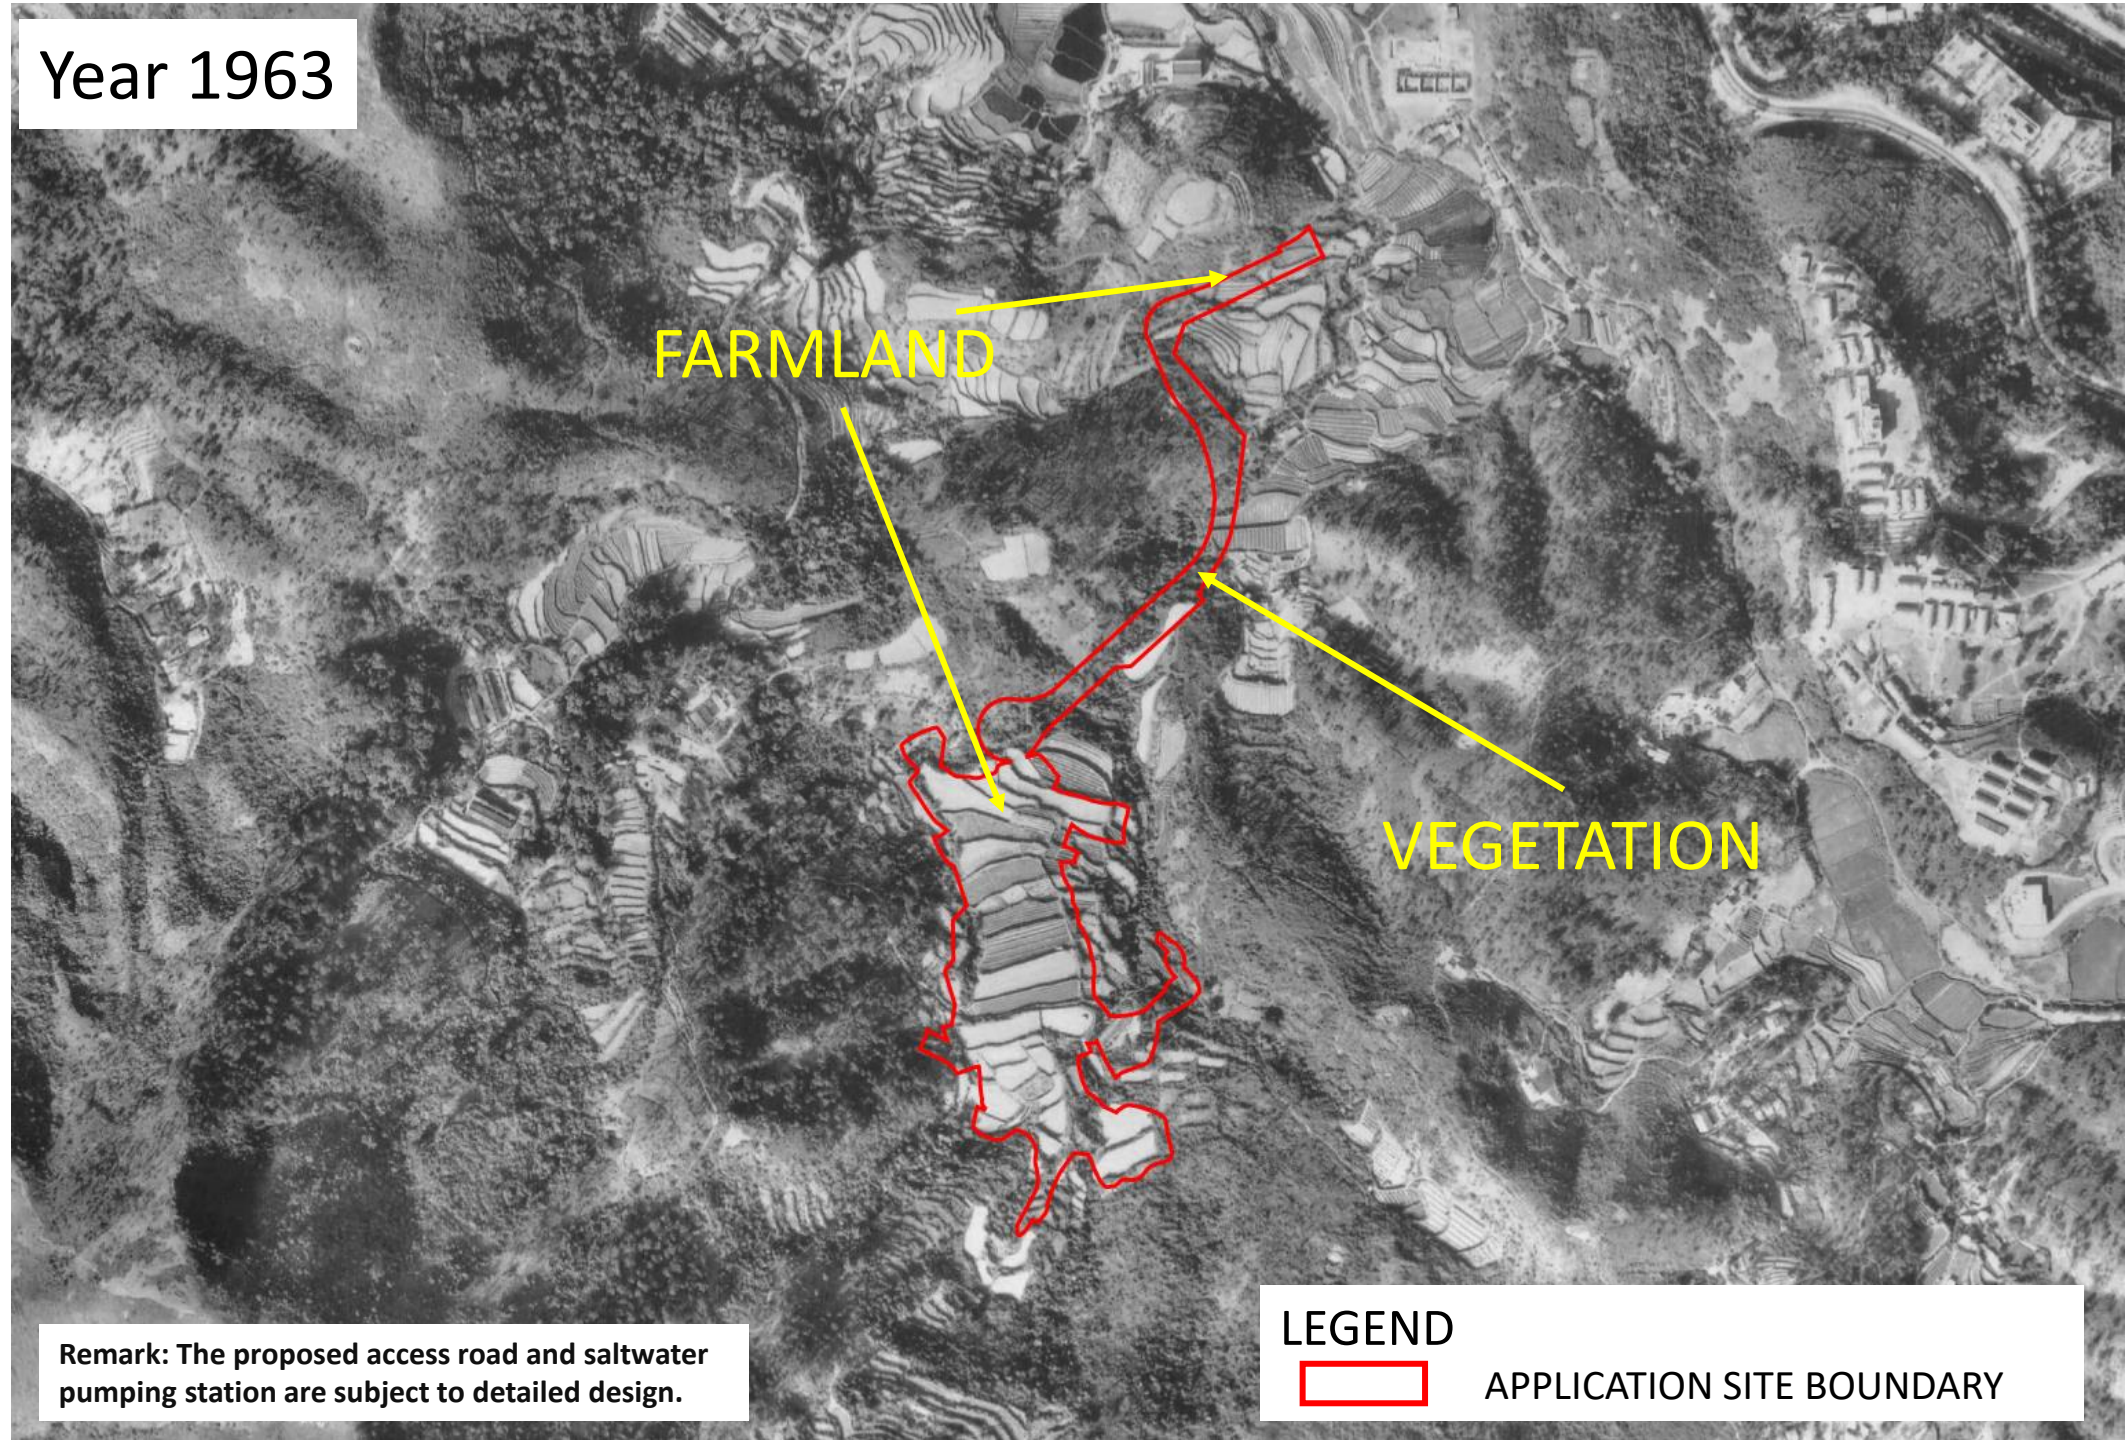 Year 1963
FARMLAND
VEGETATION
Remark: The proposed access road and saltwater
pumping station are subject to detailed design.
LEGEND
APPLICATION SITE BOUNDARY